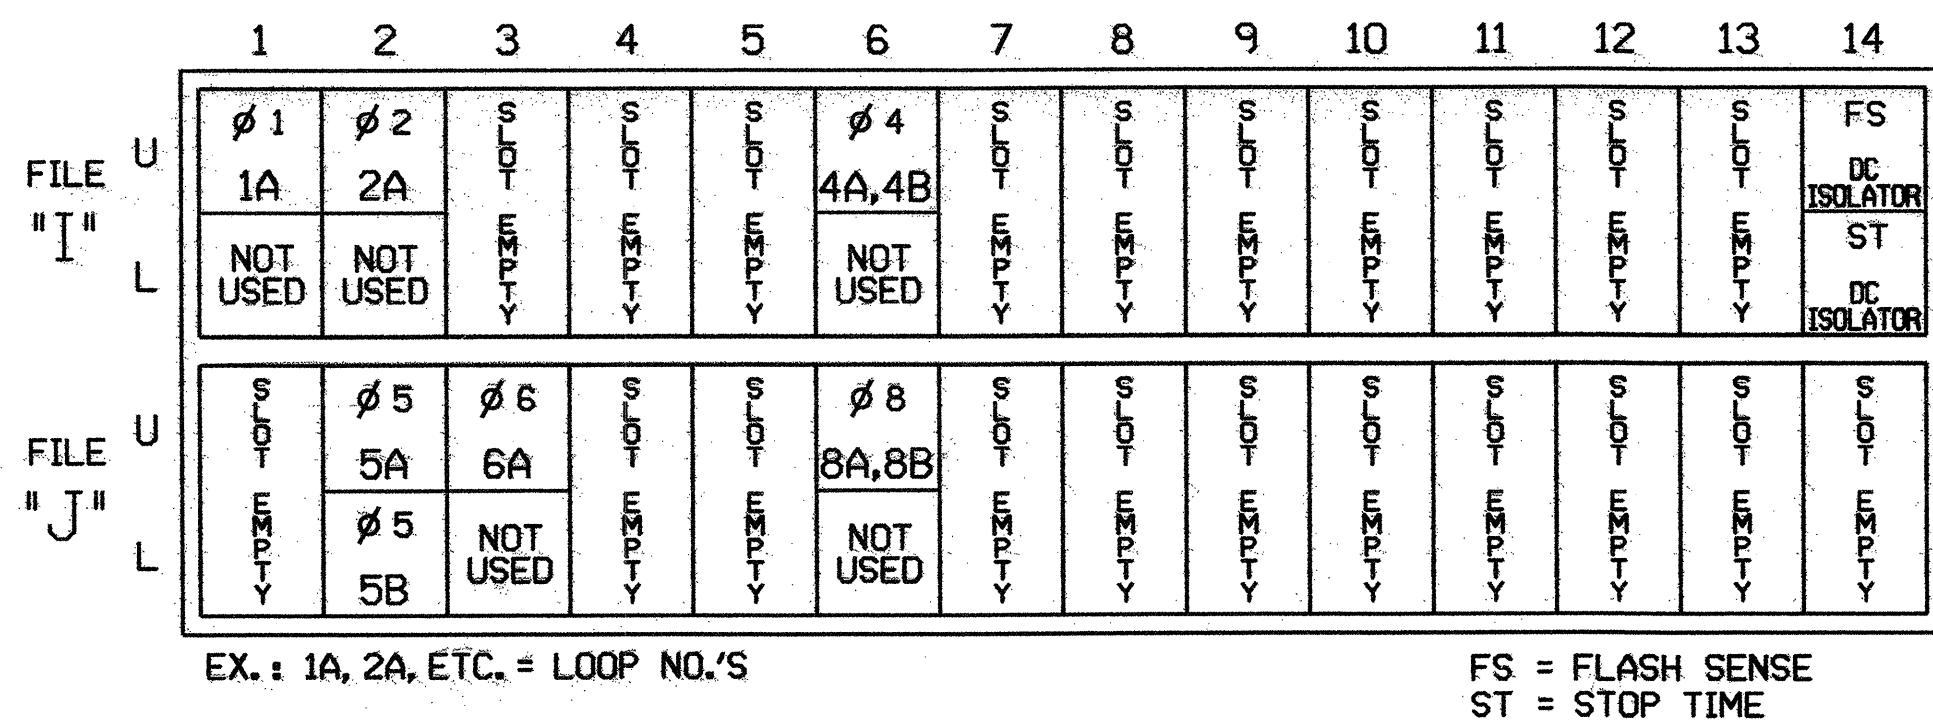 1 2 3 4 5 6 7 8 9 10 11 12 13 14
FILE "I"
U
L
Ø 1
1A
NOT USED
Ø 2
2A
NOT USED
SLOT EMPTY
SLOT EMPTY
SLOT EMPTY
Ø 4
4A,4B
NOT USED
SLOT EMPTY
SLOT EMPTY
SLOT EMPTY
SLOT EMPTY
SLOT EMPTY
SLOT EMPTY
SLOT EMPTY
FS
DC ISOLATOR
ST
DC ISOLATOR
FILE "J"
U
L
SLOT EMPTY
Ø 5
5A
Ø 5
5B
Ø 6
6A
NOT USED
SLOT EMPTY
SLOT EMPTY
Ø 8
8A,8B
NOT USED
SLOT EMPTY
SLOT EMPTY
SLOT EMPTY
SLOT EMPTY
SLOT EMPTY
SLOT EMPTY
SLOT EMPTY
SLOT EMPTY
EX.: 1A, 2A, ETC. = LOOP NO.'S
FS = FLASH SENSE
ST = STOP TIME